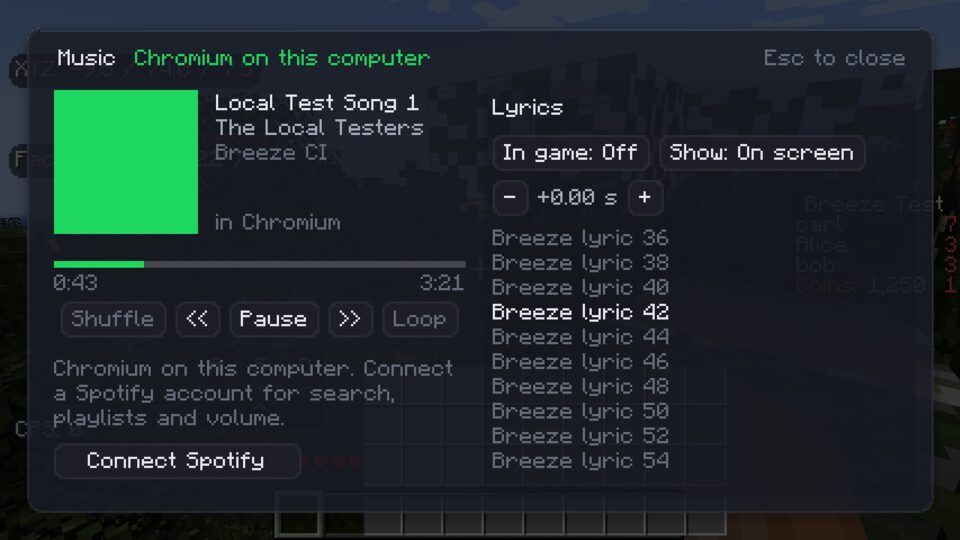 Music Chromium on this computer
Esc to close
Local Test Song 1
The Local Testers
Breeze CI
in Chromium
0:43
3:21
Shuffle << Pause >> Loop
Chromium on this computer. Connect
a Spotify account for search,
playlists and volume.
Connect Spotify
Lyrics
In game: Off Show: On screen
- +0.00 s +
Breeze lyric 36
Breeze lyric 38
Breeze lyric 40
Breeze lyric 42
Breeze lyric 44
Breeze lyric 46
Breeze lyric 48
Breeze lyric 50
Breeze lyric 52
Breeze lyric 54
Breeze Test
carl 7
Alice 3
bob 3
Coins: 1,250 1